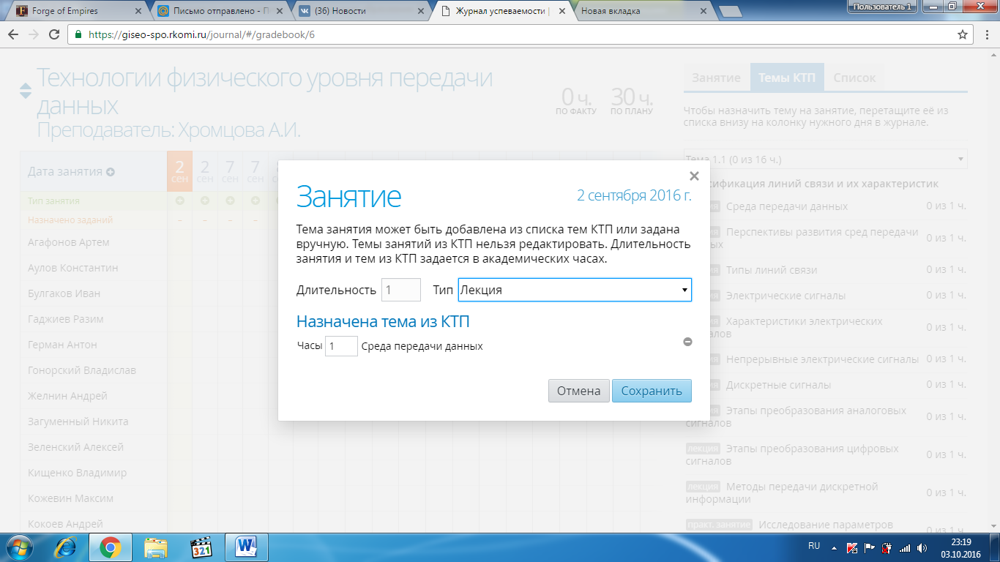 Forge of Empires
Письмо отправлено - П
(36) Новости
Журнал успеваемости |
Новая вкладка
Пользователь 1
https://giseo-spo.rkomi.ru/journal/#/gradebook/6
Технологии физического уровня передачи
данных
Преподаватель: Хромцова А.И.
0 ч.
ПО ФАКТУ
30 ч.
ПО ПЛАНУ
Занятие Темы КТП Список
Чтобы назначить тему на занятие, перетащите её из
списка внизу на колонку нужного дня в журнале.
Дата занятия
2 2 7 7
сен сен сен сен
Тип занятия
Назначено заданий – – – –
Агафонов Артем
Аулов Константин
Булгаков Иван
Гаджиев Разим
Герман Антон
Гонорский Владислав
Желнин Андрей
Загуменный Никита
Зеленский Алексей
Кищенко Владимир
Кожевин Максим
Кокоев Андрей
Занятие
2 сентября 2016 г.
Тема занятия может быть добавлена из списка тем КТП или задана
вручную. Темы занятий из КТП нельзя редактировать. Длительность
занятия и тем из КТП задается в академических часах.
Длительность 1 Тип Лекция
Назначена тема из КТП
Часы 1 Среда передачи данных
Отмена Сохранить
Тема 1.1 (0 из 16 ч.)
ификация линий связи и их характеристик
Среда передачи данных 0 из 1 ч.
Перспективы развития сред передачи
ых 0 из 1 ч.
Типы линий связи 0 из 1 ч.
Электрические сигналы 0 из 1 ч.
Характеристики электрических
налов 0 из 1 ч.
Непрерывные электрические сигналы 0 из 1 ч.
Дискретные сигналы 0 из 1 ч.
Этапы преобразования аналоговых
сигналов 0 из 1 ч.
лекция Этапы преобразования цифровых
сигналов 0 из 1 ч.
лекция Методы передачи дискретной
информации 0 из 1 ч.
практ. занятие Исследование параметров 0 из 1 ч.
RU
23:19
03.10.2016